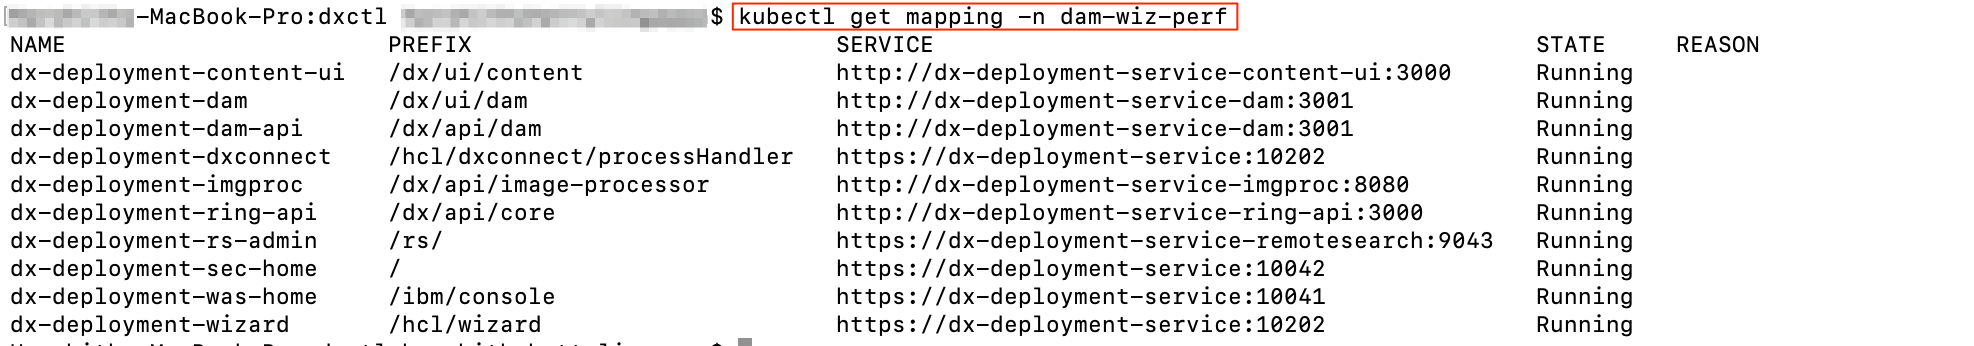 -MacBook-Pro:dxctl $ kubectl get mapping -n dam-wiz-perf
NAME PREFIX SERVICE STATE REASON
dx-deployment-content-ui /dx/ui/content http://dx-deployment-service-content-ui:3000 Running
dx-deployment-dam /dx/ui/dam http://dx-deployment-service-dam:3001 Running
dx-deployment-dam-api /dx/api/dam http://dx-deployment-service-dam:3001 Running
dx-deployment-dxconnect /hcl/dxconnect/processHandler https://dx-deployment-service:10202 Running
dx-deployment-imgproc /dx/api/image-processor http://dx-deployment-service-imgproc:8080 Running
dx-deployment-ring-api /dx/api/core http://dx-deployment-service-ring-api:3000 Running
dx-deployment-rs-admin /rs/ https://dx-deployment-service-remotesearch:9043 Running
dx-deployment-sec-home / https://dx-deployment-service:10042 Running
dx-deployment-was-home /ibm/console https://dx-deployment-service:10041 Running
dx-deployment-wizard /hcl/wizard https://dx-deployment-service:10202 Running